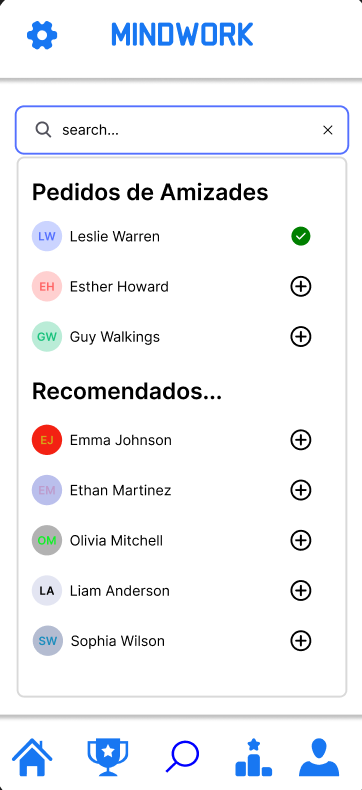 MINDWORK
search...
Pedidos de Amizades
LW Leslie Warren
EH Esther Howard
GW Guy Walkings
Recomendados...
EJ Emma Johnson
EM Ethan Martinez
OM Olivia Mitchell
LA Liam Anderson
SW Sophia Wilson